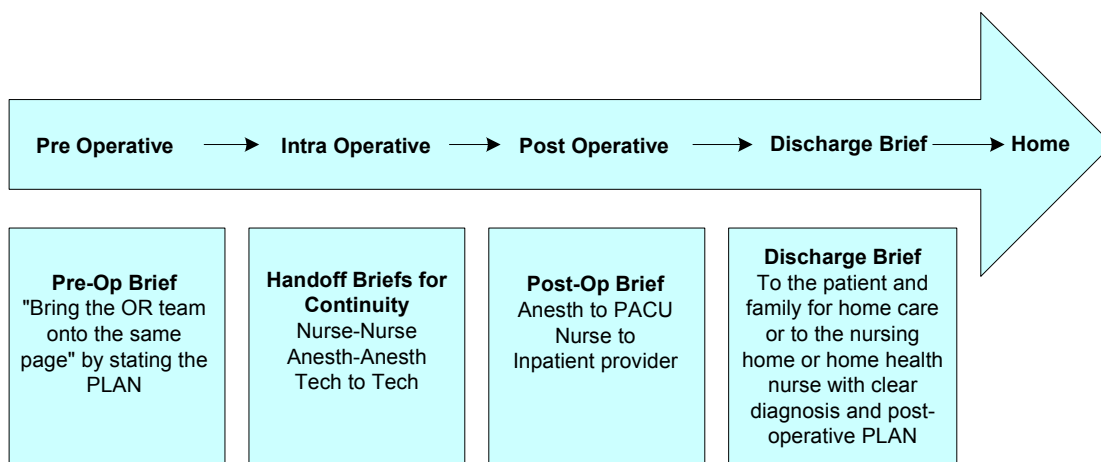 Pre Operative
Intra Operative
Post Operative
Discharge Brief
Home
Pre-Op Brief
"Bring the OR team
onto the same
page" by stating the
PLAN
Handoff Briefs for
Continuity
Nurse-Nurse
Anesth-Anesth
Tech to Tech
Post-Op Brief
Anesth to PACU
Nurse to
Inpatient provider
Discharge Brief
To the patient and
family for home care
or to the nursing
home or home health
nurse with clear
diagnosis and post-
operative PLAN